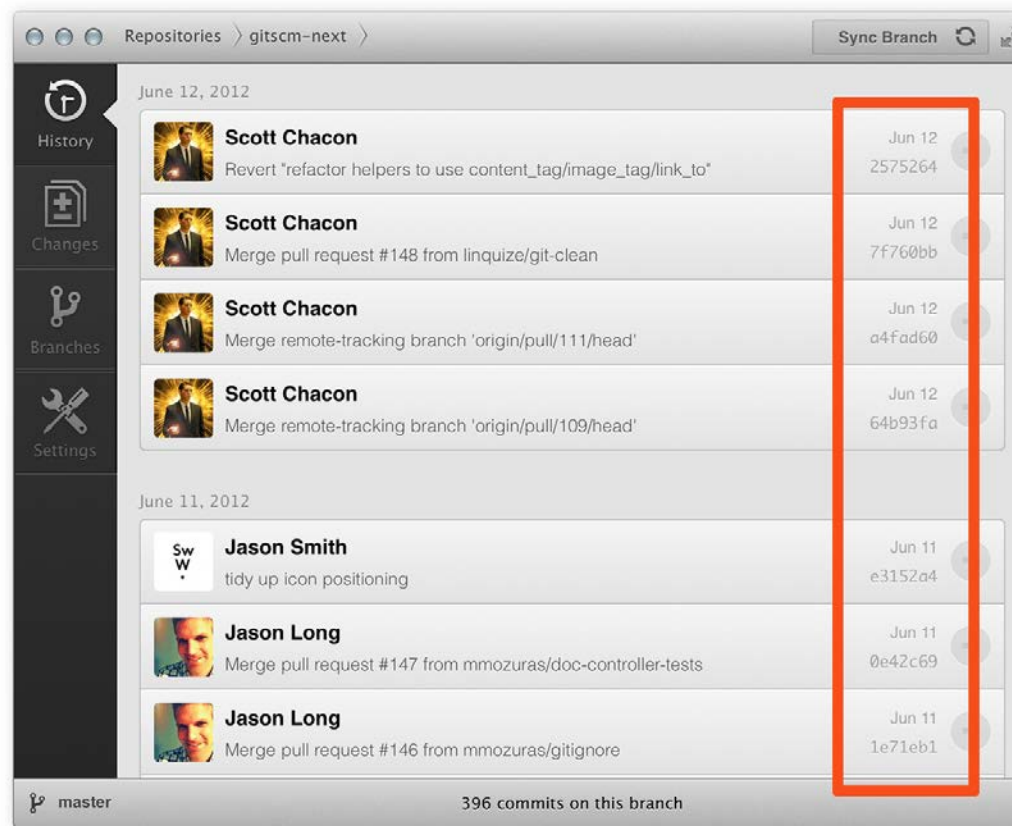 Repositories gitscm-next
Sync Branch
History
Changes
Branches
Settings
June 12, 2012
Scott Chacon
Jun 12
Revert "refactor helpers to use content_tag/image_tag/link_to"
2575264
Scott Chacon
Jun 12
Merge pull request #148 from linquize/git-clean
7f760bb
Scott Chacon
Jun 12
Merge remote-tracking branch 'origin/pull/111/head'
a4fad60
Scott Chacon
Jun 12
Merge remote-tracking branch 'origin/pull/109/head'
64b93fa
June 11, 2012
SW
W
Jason Smith
Jun 11
tidy up icon positioning
e3152a4
Jason Long
Jun 11
Merge pull request #147 from mmozuras/doc-controller-tests
0e42c69
Jason Long
Jun 11
Merge pull request #146 from mmozuras/gitignore
1e71eb1
master
396 commits on this branch